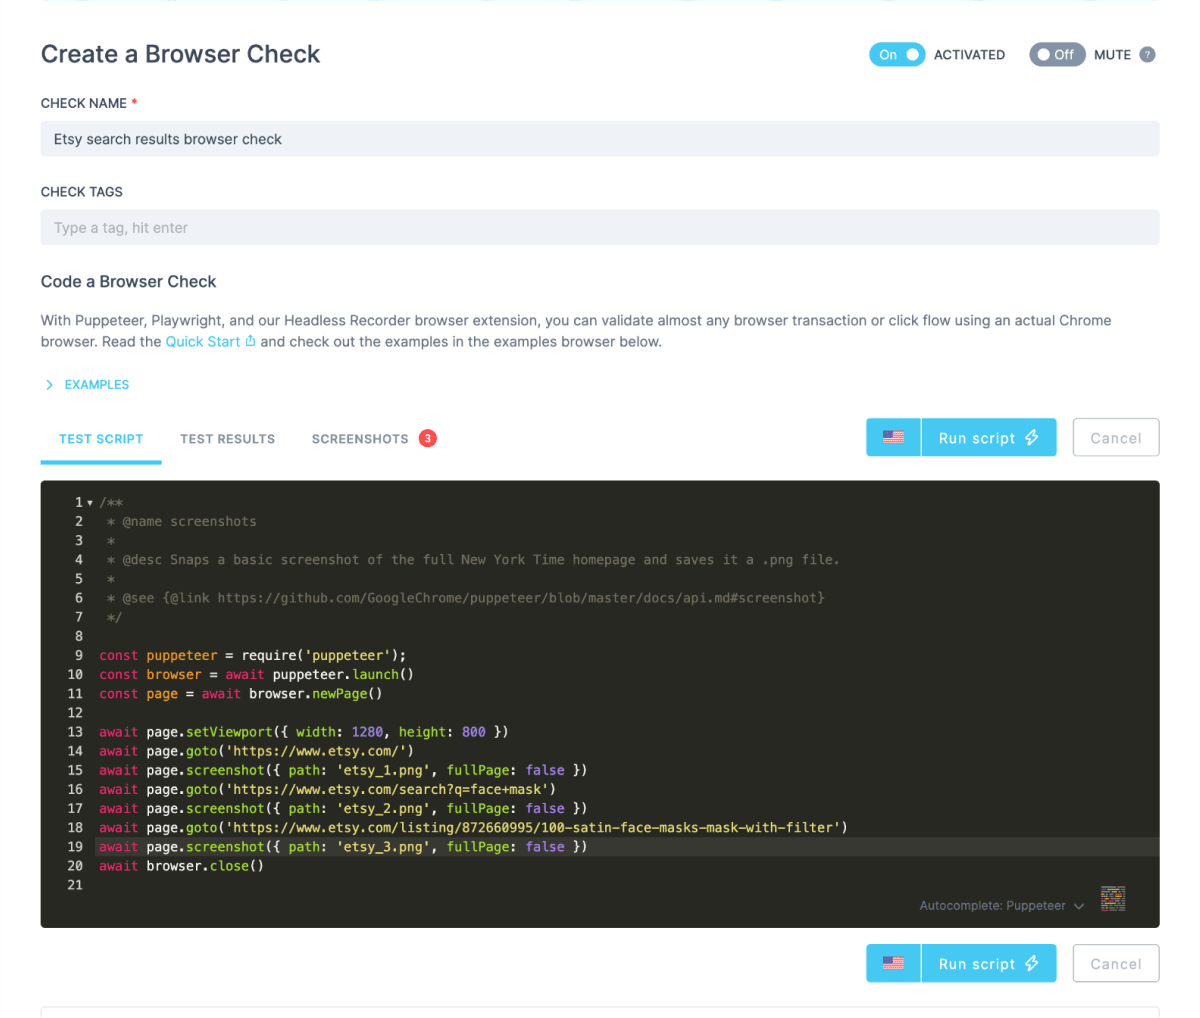 Create a Browser Check
On ACTIVATED Off MUTE ?
CHECK NAME *
Etsy search results browser check
CHECK TAGS
Type a tag, hit enter
Code a Browser Check
With Puppeteer, Playwright, and our Headless Recorder browser extension, you can validate almost any browser transaction or click flow using an actual Chrome
browser. Read the Quick Start and check out the examples in the examples browser below.
EXAMPLES
TEST SCRIPT TEST RESULTS SCREENSHOTS 3 Run script Cancel
1 /**
2 * @name screenshots
3 *
4 * @desc Snaps a basic screenshot of the full New York Time homepage and saves it a .png file.
5 *
6 * @see {@link https://github.com/GoogleChrome/puppeteer/blob/master/docs/api.md#screenshot}
7 */
8
9 const puppeteer = require('puppeteer');
10 const browser = await puppeteer.launch()
11 const page = await browser.newPage()
12
13 await page.setViewport({ width: 1280, height: 800 })
14 await page.goto('https://www.etsy.com/')
15 await page.screenshot({ path: 'etsy_1.png', fullPage: false })
16 await page.goto('https://www.etsy.com/search?q=face+mask')
17 await page.screenshot({ path: 'etsy_2.png', fullPage: false })
18 await page.goto('https://www.etsy.com/listing/872660995/100-satin-face-masks-mask-with-filter')
19 await page.screenshot({ path: 'etsy_3.png', fullPage: false })
20 await browser.close()
21
Autocomplete: Puppeteer
Run script Cancel